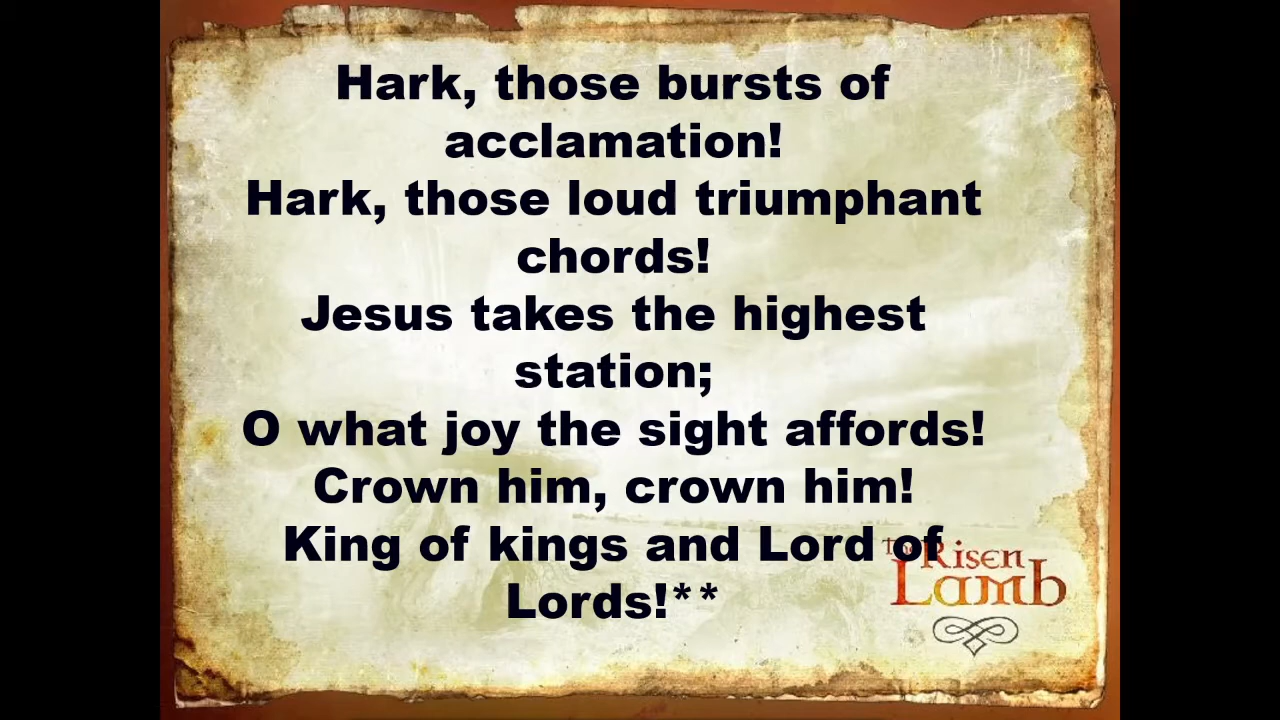 Hark, those bursts of
acclamation!
Hark, those loud triumphant
chords!
Jesus takes the highest
station;
O what joy the sight affords!
Crown him, crown him!
King of kings and Lord of
Lords!**
The Risen
Lamb